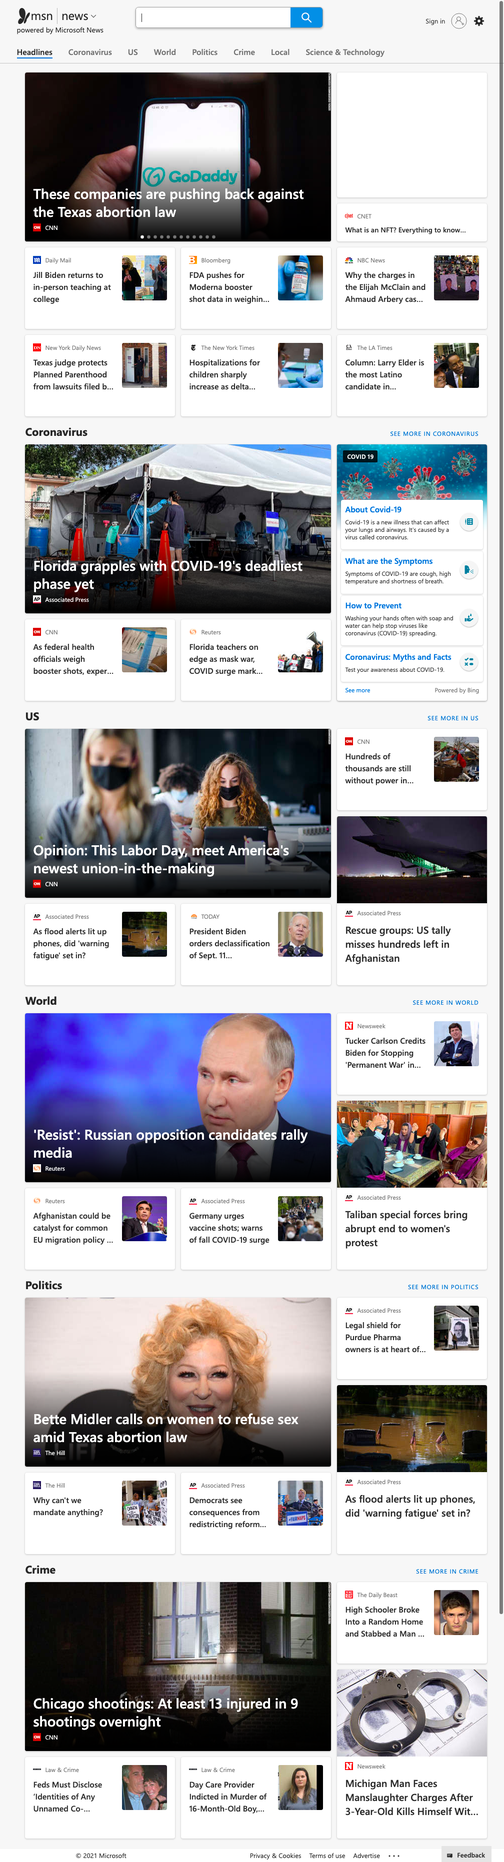 msn | news
powered by Microsoft News
Sign in
Headlines Coronavirus US World Politics Crime Local Science & Technology
GoDaddy
These companies are pushing back against
the Texas abortion law
CNN
CNET
What is an NFT? Everything to know...
Daily Mail
Jill Biden returns to
in-person teaching at
college
Bloomberg
FDA pushes for
Moderna booster
shot data in weighin...
NBC News
Why the charges in
the Elijah McClain and
Ahmaud Arbery cas...
New York Daily News
Texas judge protects
Planned Parenthood
from lawsuits filed b...
The New York Times
Hospitalizations for
children sharply
increase as delta...
The LA Times
Column: Larry Elder is
the most Latino
candidate in...
Coronavirus
SEE MORE IN CORONAVIRUS
Florida grapples with COVID-19's deadliest
phase yet
Associated Press
COVID 19
About Covid-19
Covid-19 is a new illness that can affect
your lungs and airways. It's caused by a
virus called coronavirus.
What are the Symptoms
Symptoms of COVID-19 are cough, high
temperature and shortness of breath.
How to Prevent
Washing your hands often with soap and
water can help stop viruses like
coronavirus (COVID-19) spreading.
Coronavirus: Myths and Facts
Test your awareness about COVID-19.
See more
Powered by Bing
CNN
As federal health
officials weigh
booster shots, exper...
Reuters
Florida teachers on
edge as mask war,
COVID surge mark...
US
SEE MORE IN US
Opinion: This Labor Day, meet America's
newest union-in-the-making
CNN
CNN
Hundreds of
thousands are still
without power in...
Associated Press
As flood alerts lit up
phones, did 'warning
fatigue' set in?
TODAY
President Biden
orders declassification
of Sept. 11...
Associated Press
Rescue groups: US tally
misses hundreds left in
Afghanistan
World
SEE MORE IN WORLD
'Resist': Russian opposition candidates rally
media
Reuters
Newsweek
Tucker Carlson Credits
Biden for Stopping
'Permanent War' in...
Reuters
Afghanistan could be
catalyst for common
EU migration policy ...
Associated Press
Germany urges
vaccine shots; warns
of fall COVID-19 surge
Associated Press
Taliban special forces bring
abrupt end to women's
protest
Politics
SEE MORE IN POLITICS
Bette Midler calls on women to refuse sex
amid Texas abortion law
The Hill
Associated Press
Legal shield for
Purdue Pharma
owners is at heart of...
The Hill
Why can't we
mandate anything?
Associated Press
Democrats see
consequences from
redistricting reform...
Associated Press
As flood alerts lit up phones,
did 'warning fatigue' set in?
Crime
SEE MORE IN CRIME
Chicago shootings: At least 13 injured in 9
shootings overnight
CNN
The Daily Beast
High Schooler Broke
Into a Random Home
and Stabbed a Man ...
Law & Crime
Feds Must Disclose
'Identities of Any
Unnamed Co-...
Law & Crime
Day Care Provider
Indicted in Murder of
16-Month-Old Boy,...
Newsweek
Michigan Man Faces
Manslaughter Charges After
3-Year-Old Kills Himself Wit...
© 2021 Microsoft
Privacy & Cookies Terms of use Advertise ...
Feedback